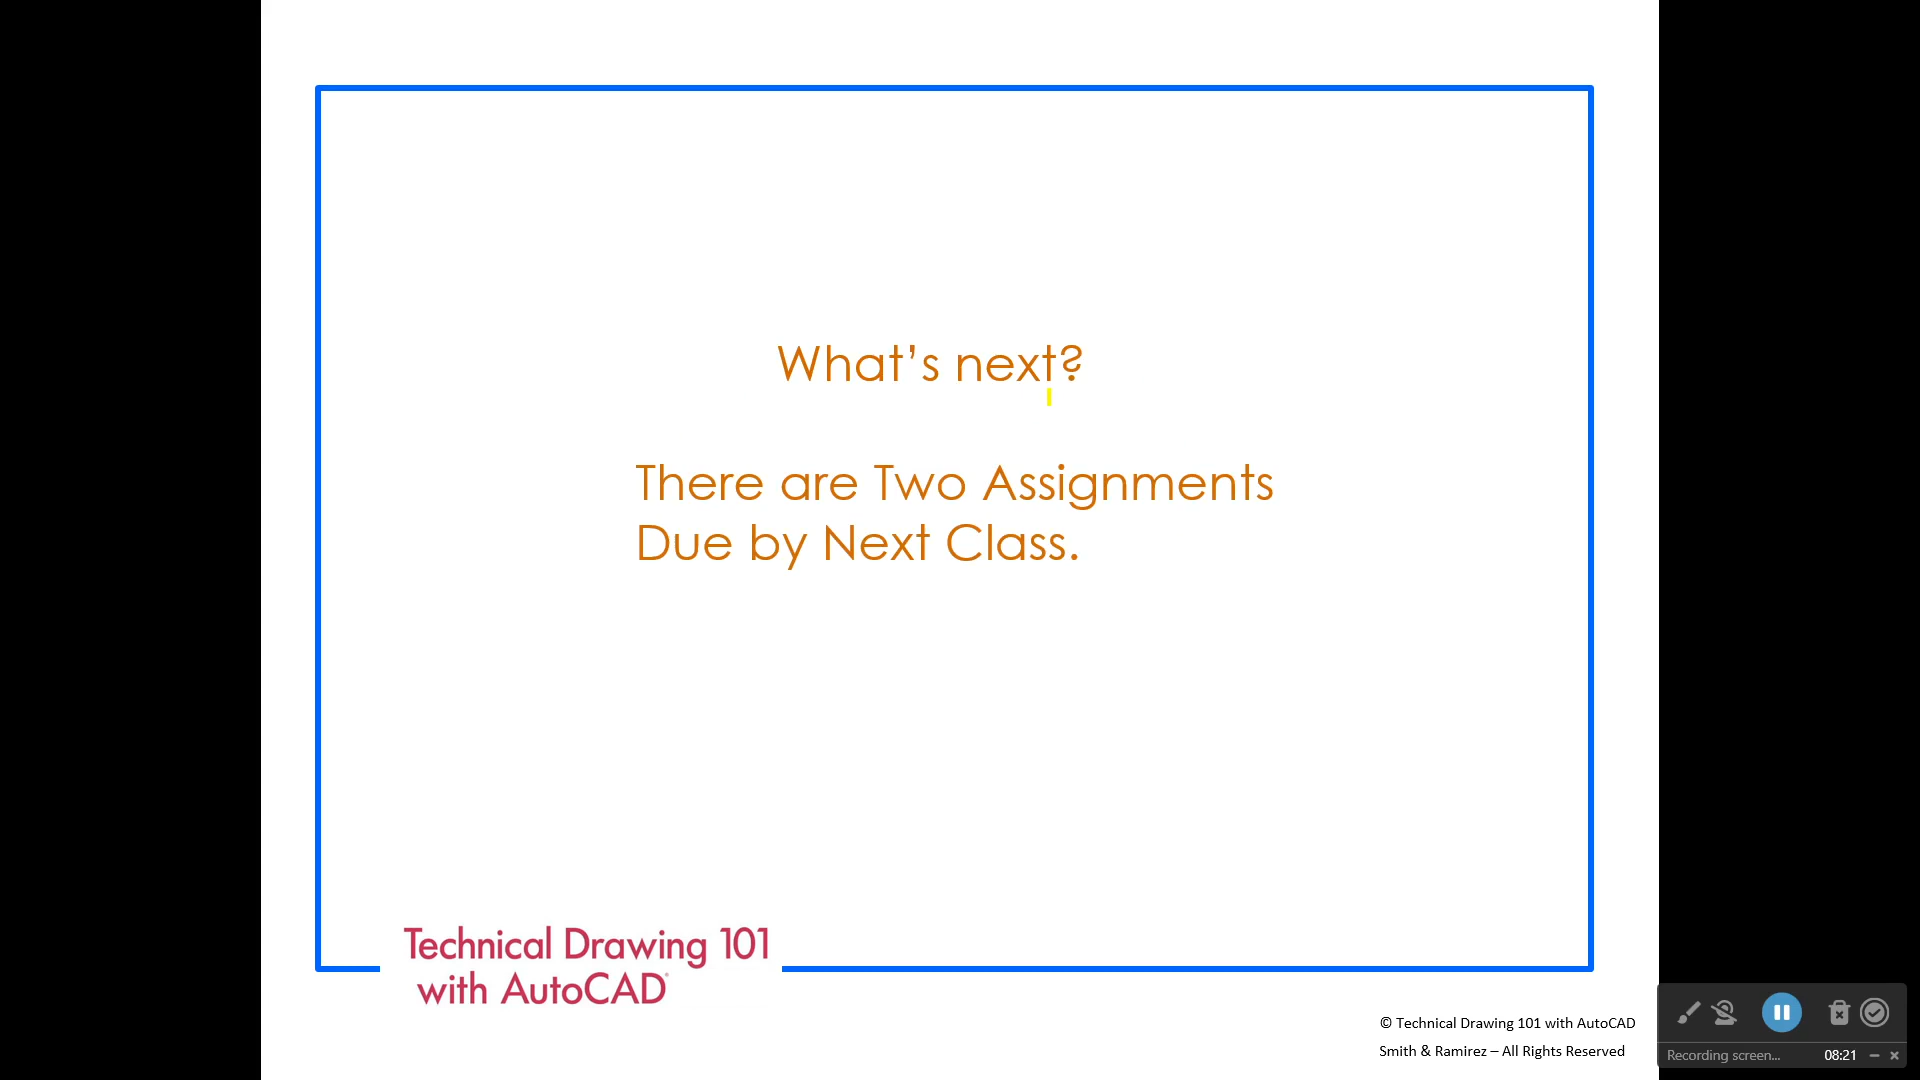 What’s next?
There are Two Assignments
Due by Next Class.
Technical Drawing 101
with AutoCAD
© Technical Drawing 101 with AutoCAD
Smith & Ramirez – All Rights Reserved
Recording screen... 08:21